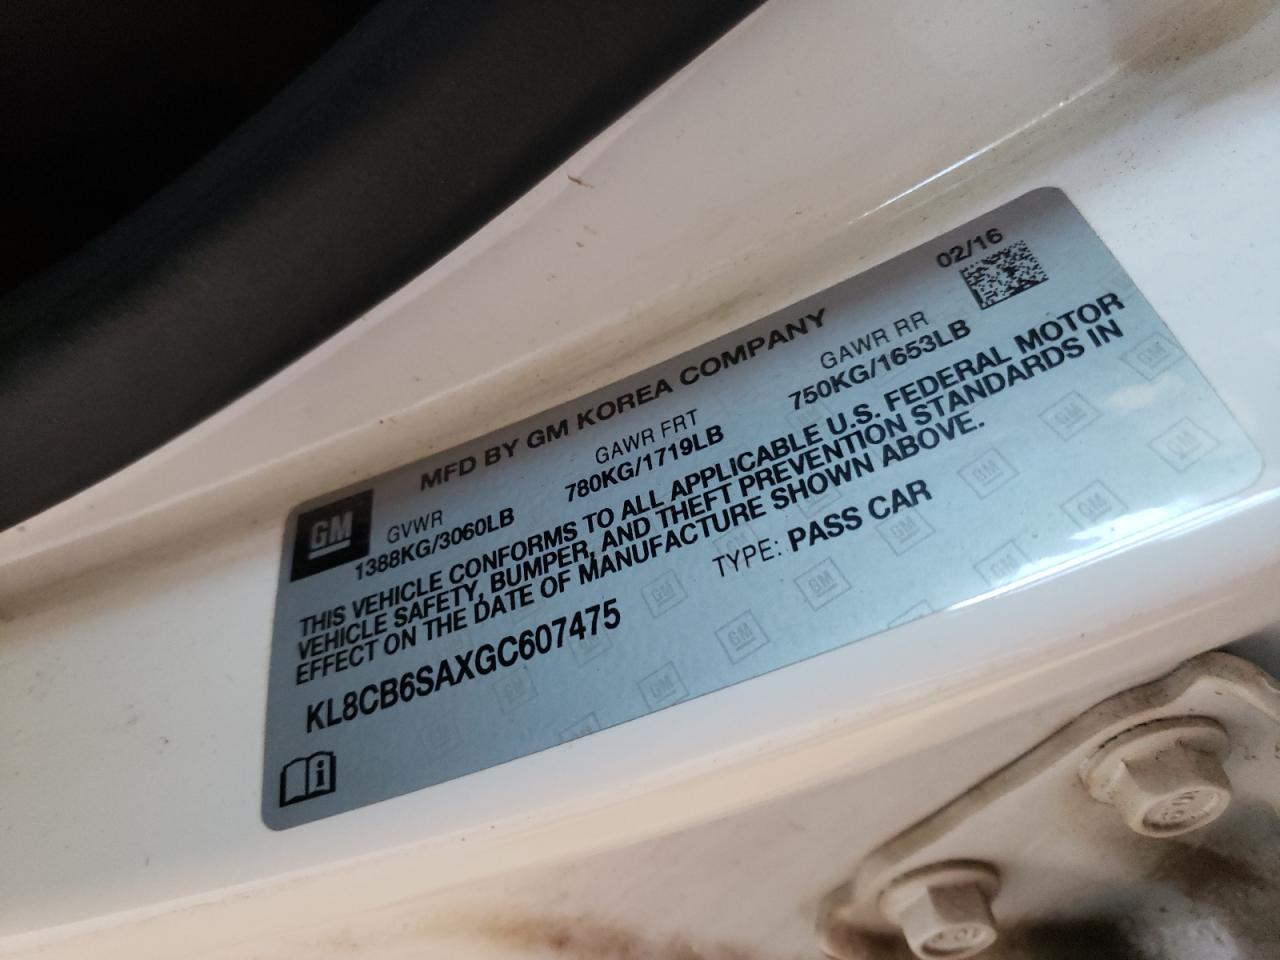 02/16
MFD BY GM KOREA COMPANY
GM
GVWR GAWR FRT GAWR RR
1388KG/3060LB 780KG/1719LB 750KG/1653LB
THIS VEHICLE CONFORMS TO ALL APPLICABLE U.S. FEDERAL MOTOR
VEHICLE SAFETY, BUMPER, AND THEFT PREVENTION STANDARDS IN
EFFECT ON THE DATE OF MANUFACTURE SHOWN ABOVE.
KL8CB6SAXGC607475 TYPE: PASS CAR